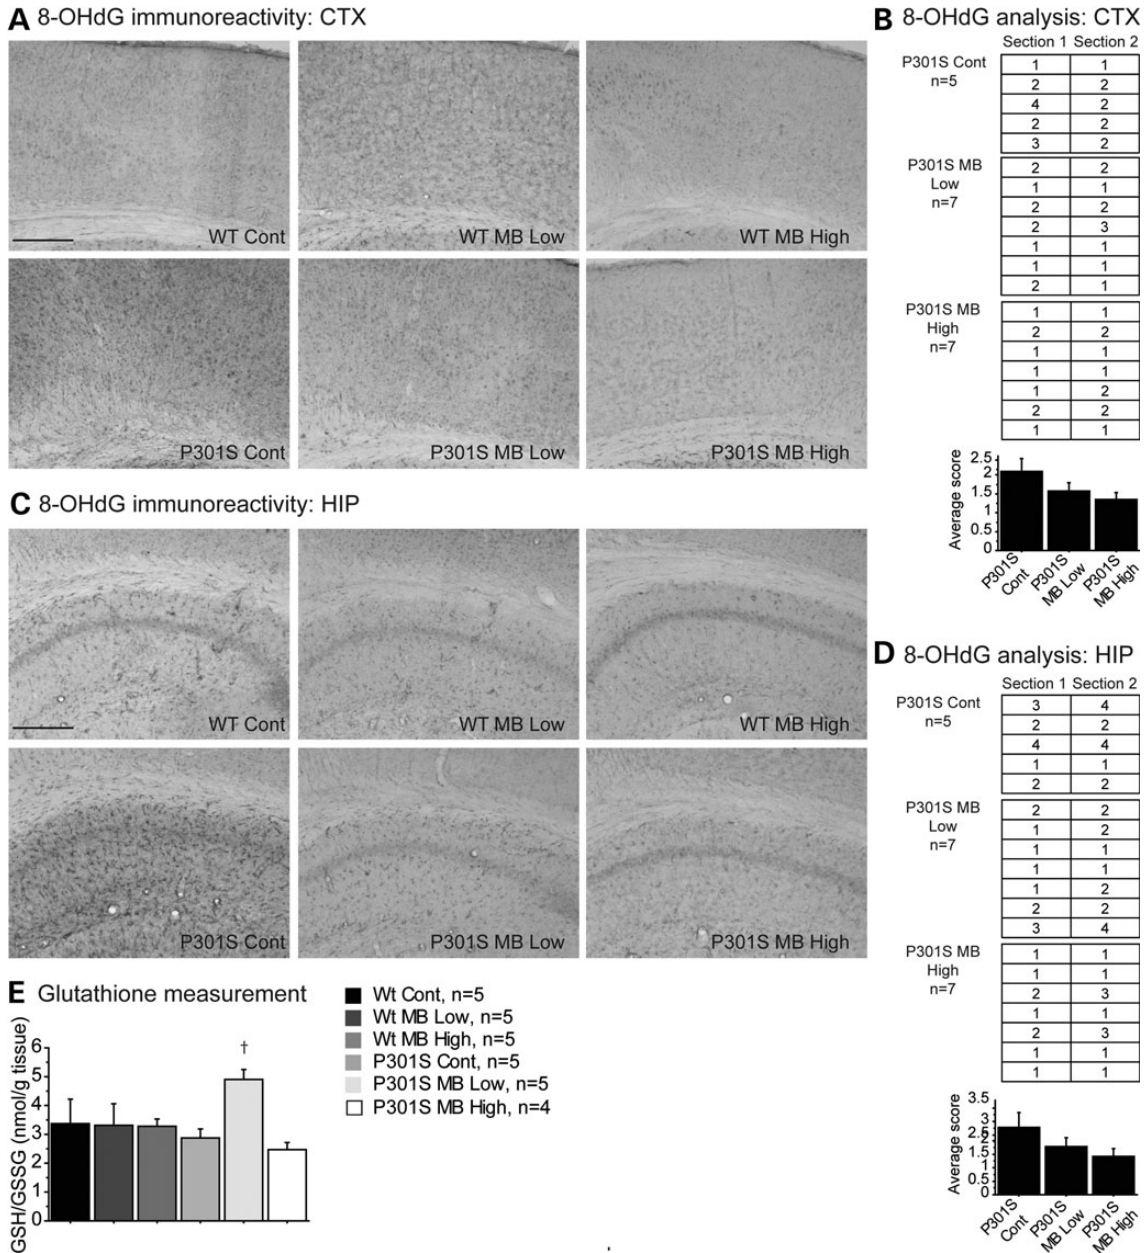 A 8-OHdG immunoreactivity: CTX
WT Cont
WT MB Low
WT MB High
P301S Cont
P301S MB Low
P301S MB High
B 8-OHdG analysis: CTX
Section 1 Section 2
P301S Cont
n=5
1 1
2 2
4 2
2 2
3 2
P301S MB
Low
n=7
2 2
1 1
2 2
2 3
1 1
1 1
2 1
P301S MB
High
n=7
1 1
2 2
1 1
1 1
1 2
2 2
1 1
Average score
2.5
2
1.5
1
0.5
0
P301S
Cont
P301S
MB Low
P301S
MB High
C 8-OHdG immunoreactivity: HIP
WT Cont
WT MB Low
WT MB High
P301S Cont
P301S MB Low
P301S MB High
D 8-OHdG analysis: HIP
Section 1 Section 2
P301S Cont
n=5
3 4
2 2
4 4
1 1
2 2
P301S MB
Low
n=7
2 2
1 2
1 1
1 1
1 2
2 2
3 4
P301S MB
High
n=7
1 1
1 1
2 3
1 1
2 3
1 1
1 1
Average score
3.5
2.5
2
1.5
1
0.5
0
P301S
Cont
P301S
MB Low
P301S
MB High
E Glutathione measurement
GSH/GSSG (nmol/g tissue)
6
5
4
3
2
1
0
†
Wt Cont, n=5
Wt MB Low, n=5
Wt MB High, n=5
P301S Cont, n=5
P301S MB Low, n=5
P301S MB High, n=4